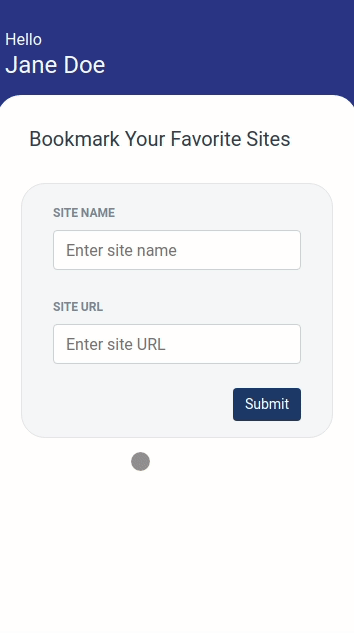 Hello
Jane Doe
Bookmark Your Favorite Sites
SITE NAME
Enter site name
SITE URL
Enter site URL
Submit